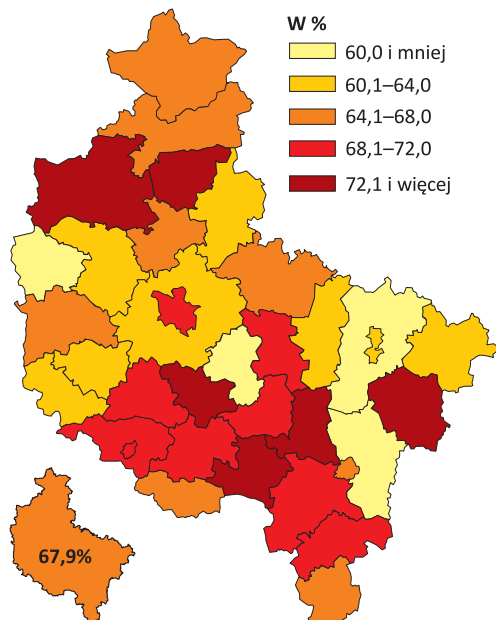 W %
60,0 i mniej
60,1–64,0
64,1–68,0
68,1–72,0
72,1 i więcej
67,9%